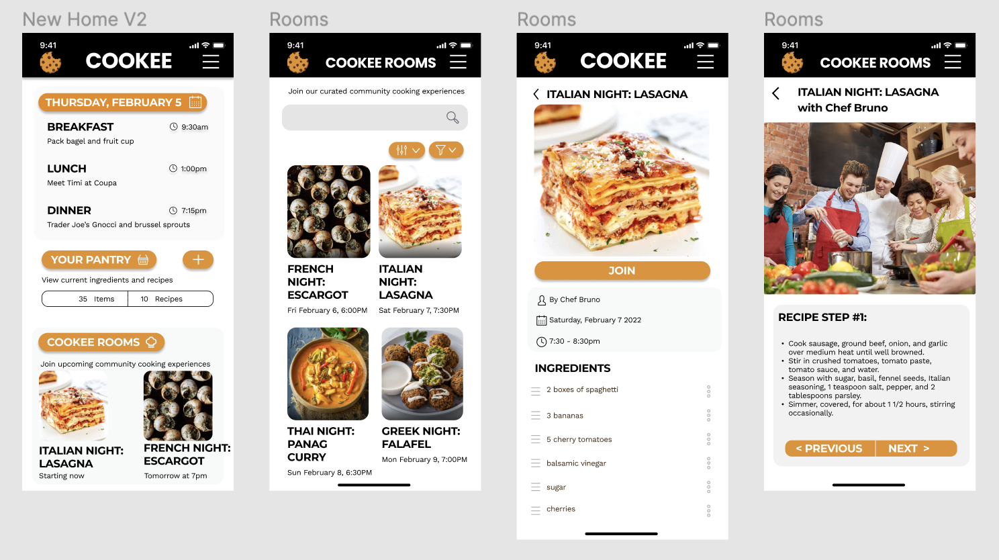 New Home V2
9:41
COOKEE
THURSDAY, FEBRUARY 5
BREAKFAST
9:30am
Pack bagel and fruit cup
LUNCH
1:00pm
Meet Timi at Coupa
DINNER
7:15pm
Trader Joe's Gnocci and brussel sprouts
YOUR PANTRY
+
View current ingredients and recipes
35 Items
10 Recipes
COOKEE ROOMS
Join upcoming community cooking experiences
ITALIAN NIGHT:
LASAGNA
Starting now
FRENCH NIGHT:
ESCARGOT
Tomorrow at 7pm
Rooms
9:41
COOKEE ROOMS
Join our curated community cooking experiences
FRENCH
NIGHT:
ESCARGOT
Fri February 6, 6:00PM
ITALIAN
NIGHT:
LASAGNA
Sat February 7, 7:30PM
THAI NIGHT:
PANAG
CURRY
Sun February 8, 6:30PM
GREEK NIGHT:
FALAFEL
Mon February 9, 7:00PM
Rooms
9:41
COOKEE
ITALIAN NIGHT: LASAGNA
JOIN
By Chef Bruno
Saturday, February 7 2022
7:30 - 8:30pm
INGREDIENTS
2 boxes of spaghetti
3 bananas
5 cherry tomatoes
balsamic vinegar
sugar
cherries
Rooms
9:41
COOKEE ROOMS
ITALIAN NIGHT: LASAGNA
with Chef Bruno
RECIPE STEP #1:
• Cook sausage, ground beef, onion, and garlic
over medium heat until well browned.
• Stir in crushed tomatoes, tomato paste,
tomato sauce, and water.
• Season with sugar, basil, fennel seeds, Italian
seasoning, 1 teaspoon salt, pepper, and 2
tablespoons parsley.
• Simmer, covered, for about 1 1/2 hours, stirring
occasionally.
< PREVIOUS
NEXT >